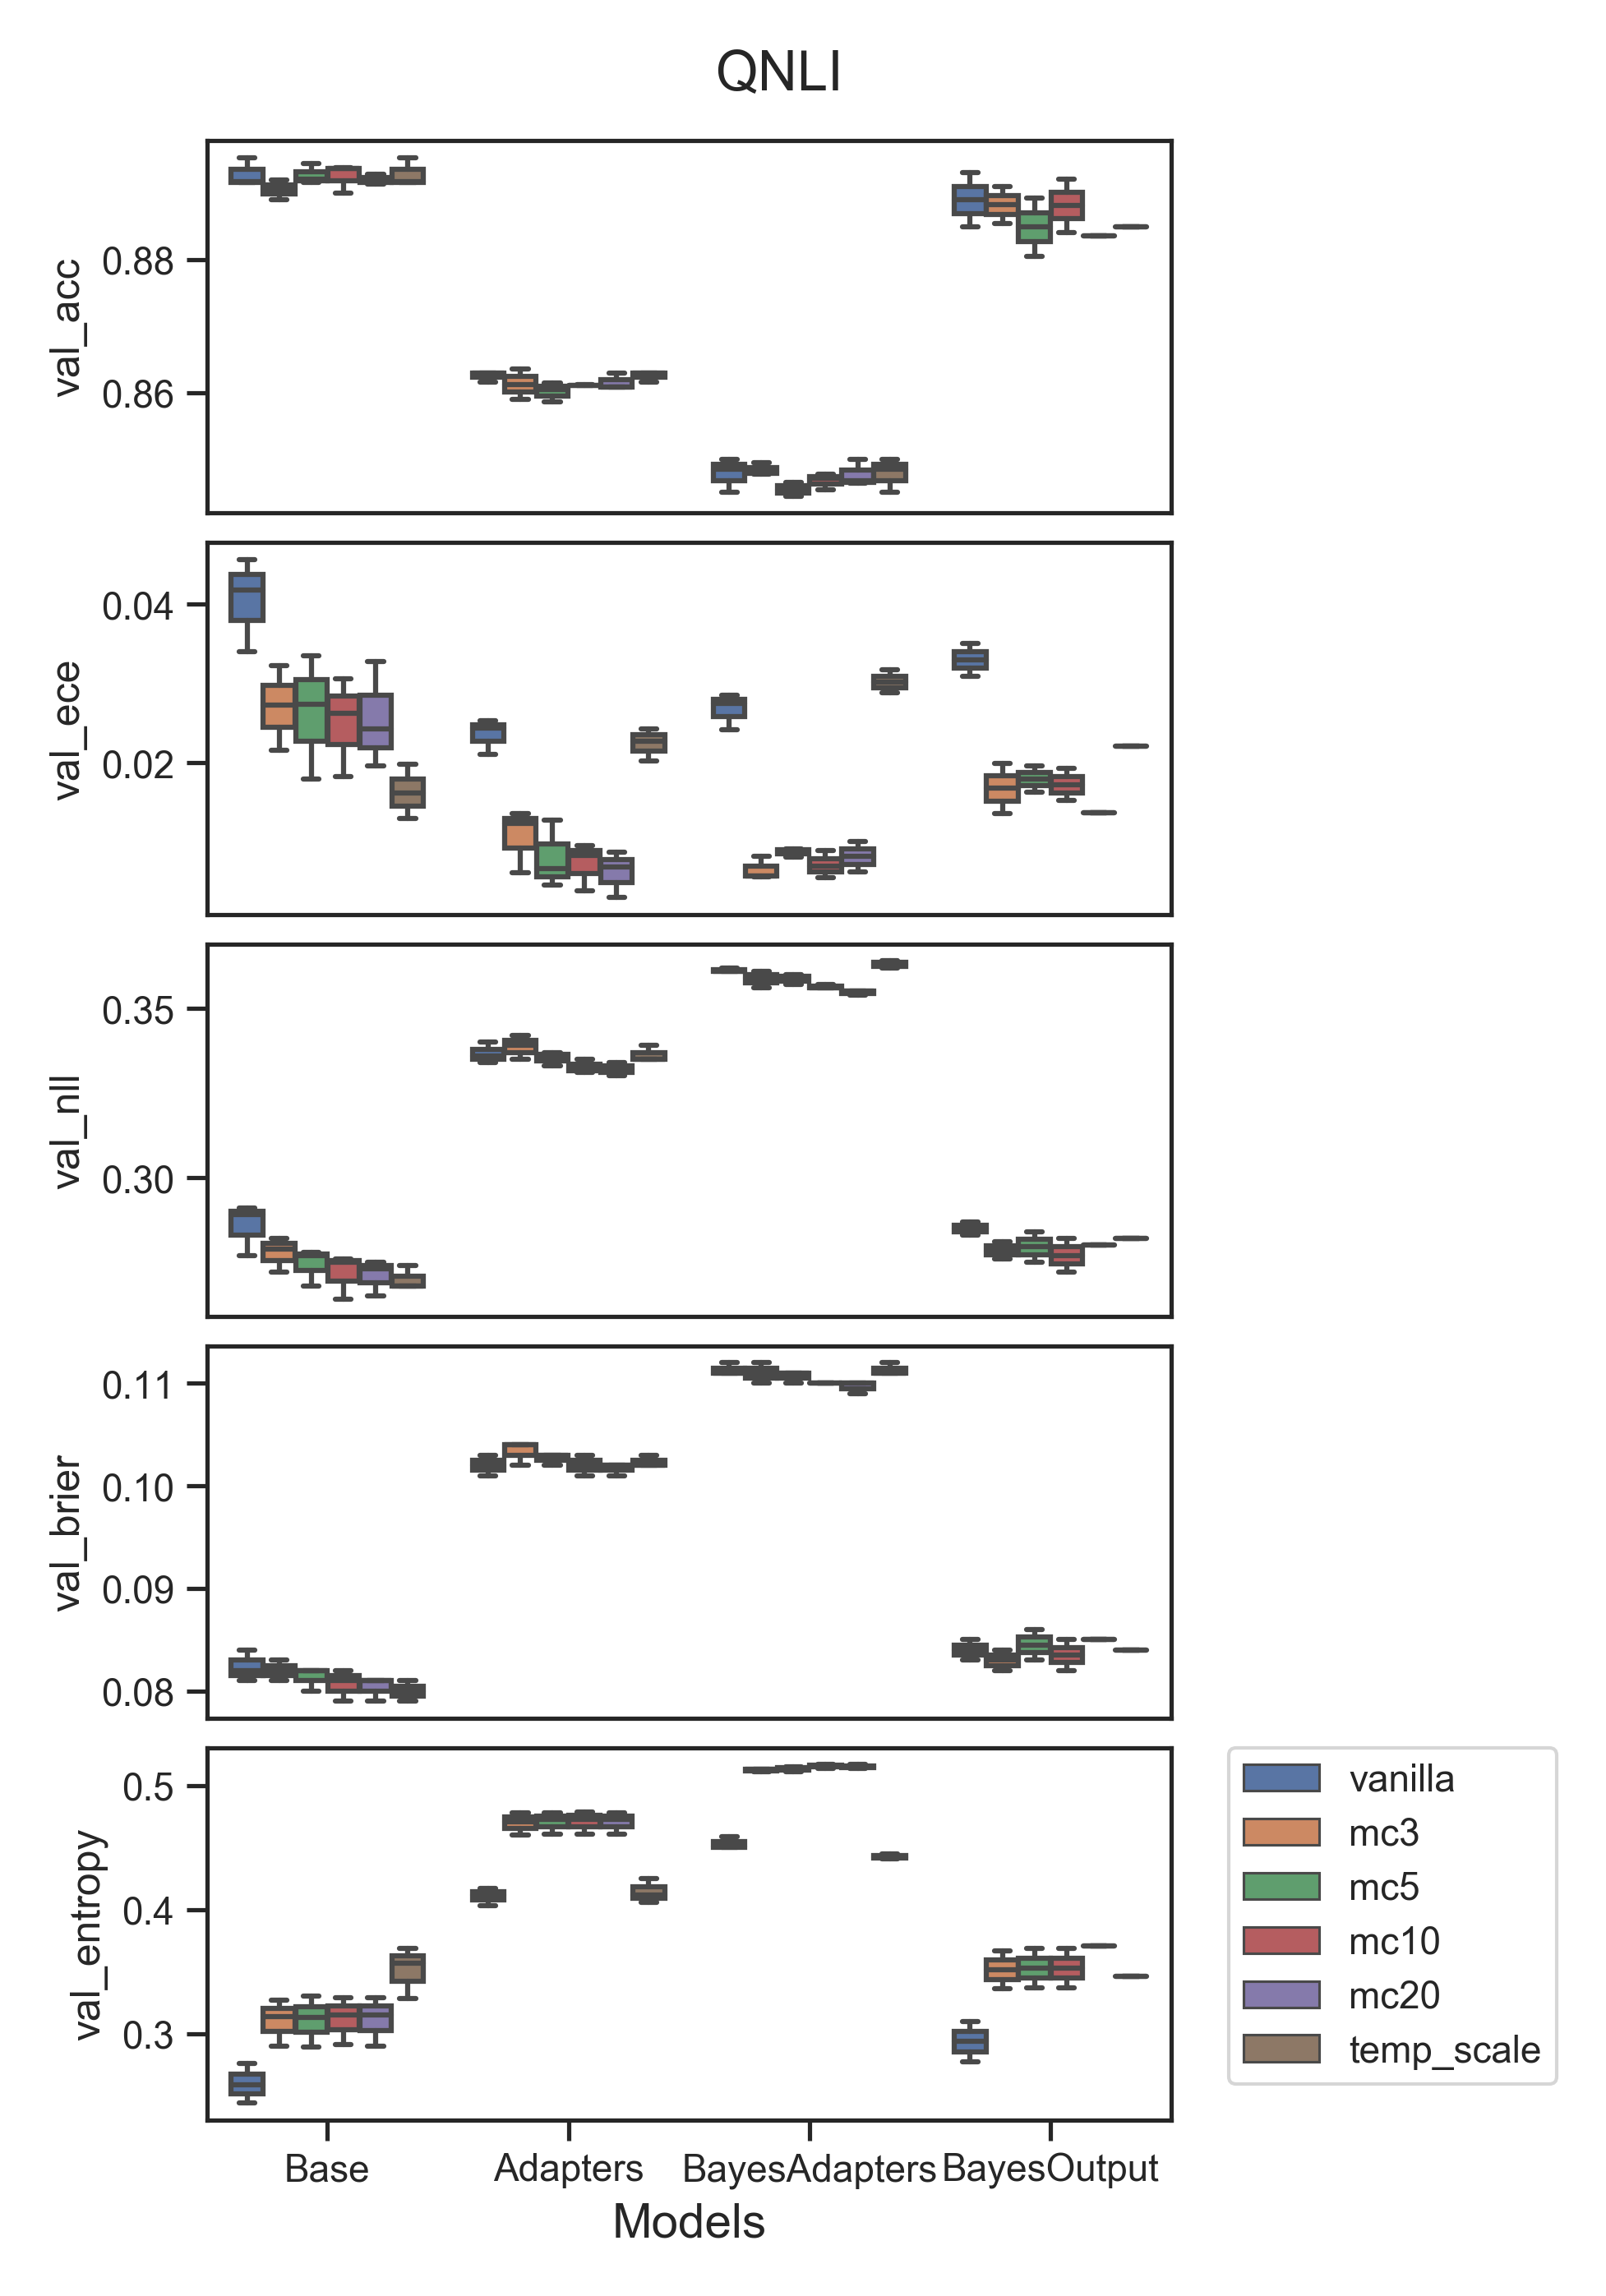 QNLI
val_acc
0.88
0.86
val_ece
0.04
0.02
val_nll
0.35
0.30
val_brier
0.11
0.10
0.09
0.08
val_entropy
0.5
0.4
0.3
vanilla
mc3
mc5
mc10
mc20
temp_scale
Base Adapters BayesAdapters BayesOutput
Models